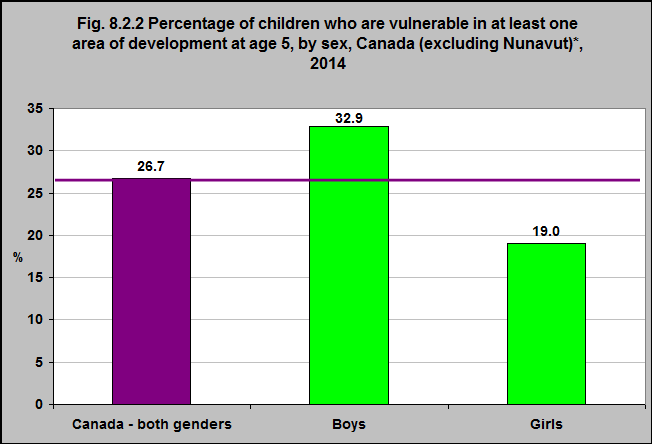 Fig. 8.2.2 Percentage of children who are vulnerable in at least one
area of development at age 5, by sex, Canada (excluding Nunavut)*,
2014
35
30
25
20
15
10
5
0
%
26.7
32.9
19.0
Canada - both genders
Boys
Girls